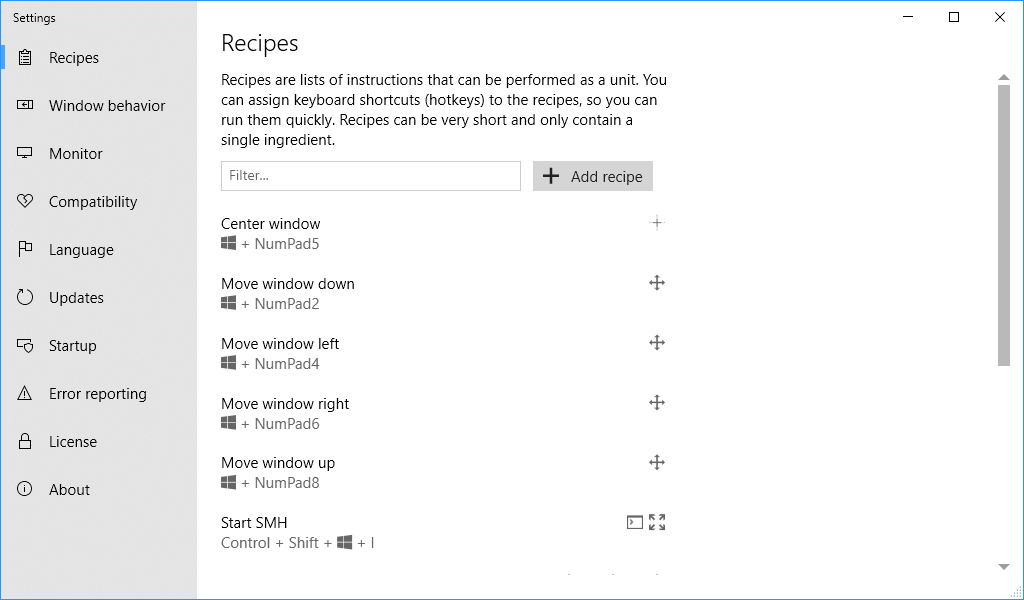 Settings
Recipes
Window behavior
Monitor
Compatibility
Language
Updates
Startup
Error reporting
License
About
Recipes
Recipes are lists of instructions that can be performed as a unit. You
can assign keyboard shortcuts (hotkeys) to the recipes, so you can
run them quickly. Recipes can be very short and only contain a
single ingredient.
Filter...
Add recipe
Center window
+ NumPad5
Move window down
+ NumPad2
Move window left
+ NumPad4
Move window right
+ NumPad6
Move window up
+ NumPad8
Start SMH
Control + Shift + + I